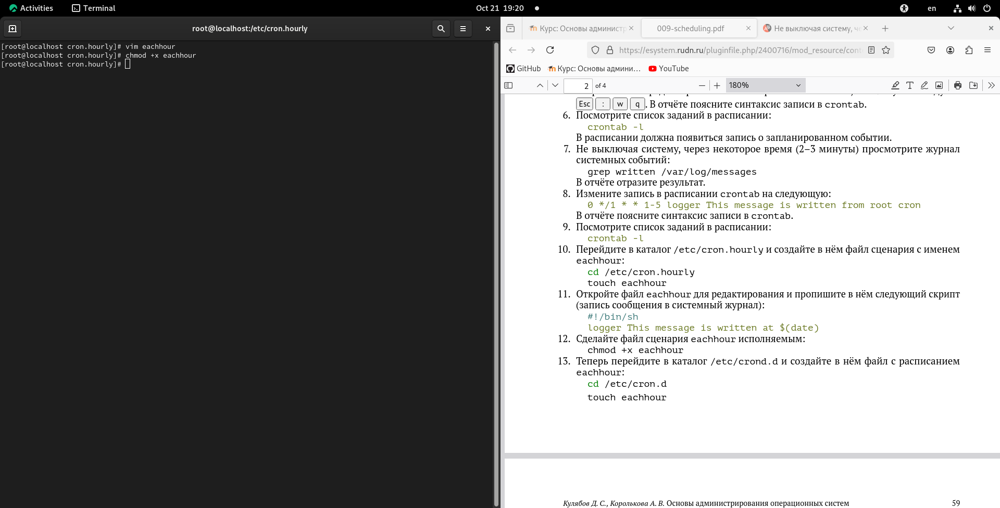 Activities Terminal Oct 21 19:20 en
root@localhost:/etc/cron.hourly
[root@localhost cron.hourly]# vim eachhour
[root@localhost cron.hourly]# chmod +x eachhour
[root@localhost cron.hourly]#
Курс: Основы администр 009-scheduling.pdf Не выключая систему, че
https://esystem.rudn.ru/pluginfile.php/2400716/mod_resource/cont
GitHub Курс: Основы админи… YouTube
2 of 4 180%
Esc : w q . В отчёте поясните синтаксис записи в crontab.
6. Посмотрите список заданий в расписании:
crontab -l
В расписании должна появиться запись о запланированном событии.
7. Не выключая систему, через некоторое время (2–3 минуты) просмотрите журнал
системных событий:
grep written /var/log/messages
В отчёте отразите результат.
8. Измените запись в расписании crontab на следующую:
0 */1 * * 1-5 logger This message is written from root cron
В отчёте поясните синтаксис записи в crontab.
9. Посмотрите список заданий в расписании:
crontab -l
10. Перейдите в каталог /etc/cron.hourly и создайте в нём файл сценария с именем
eachhour:
cd /etc/cron.hourly
touch eachhour
11. Откройте файл eachhour для редактирования и пропишите в нём следующий скрипт
(запись сообщения в системный журнал):
#!/bin/sh
logger This message is written at $(date)
12. Сделайте файл сценария eachhour исполняемым:
chmod +x eachhour
13. Теперь перейдите в каталог /etc/crond.d и создайте в нём файл с расписанием
eachhour:
cd /etc/cron.d
touch eachhour
Кулябов Д. С., Королькова А. В. Основы администрирования операционных систем 59